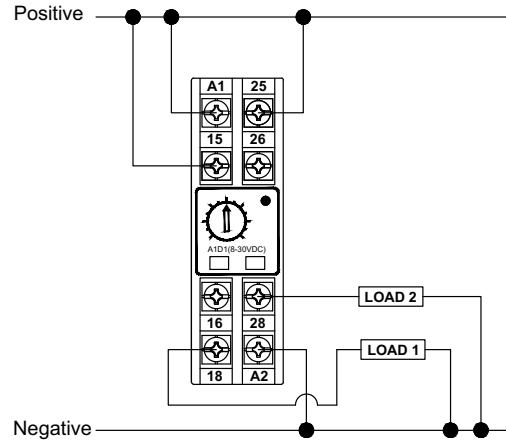 Positive
A1 25
15 26
A1D1(8-30VDC)
LOAD 2
16 28
LOAD 1
18 A2
Negative